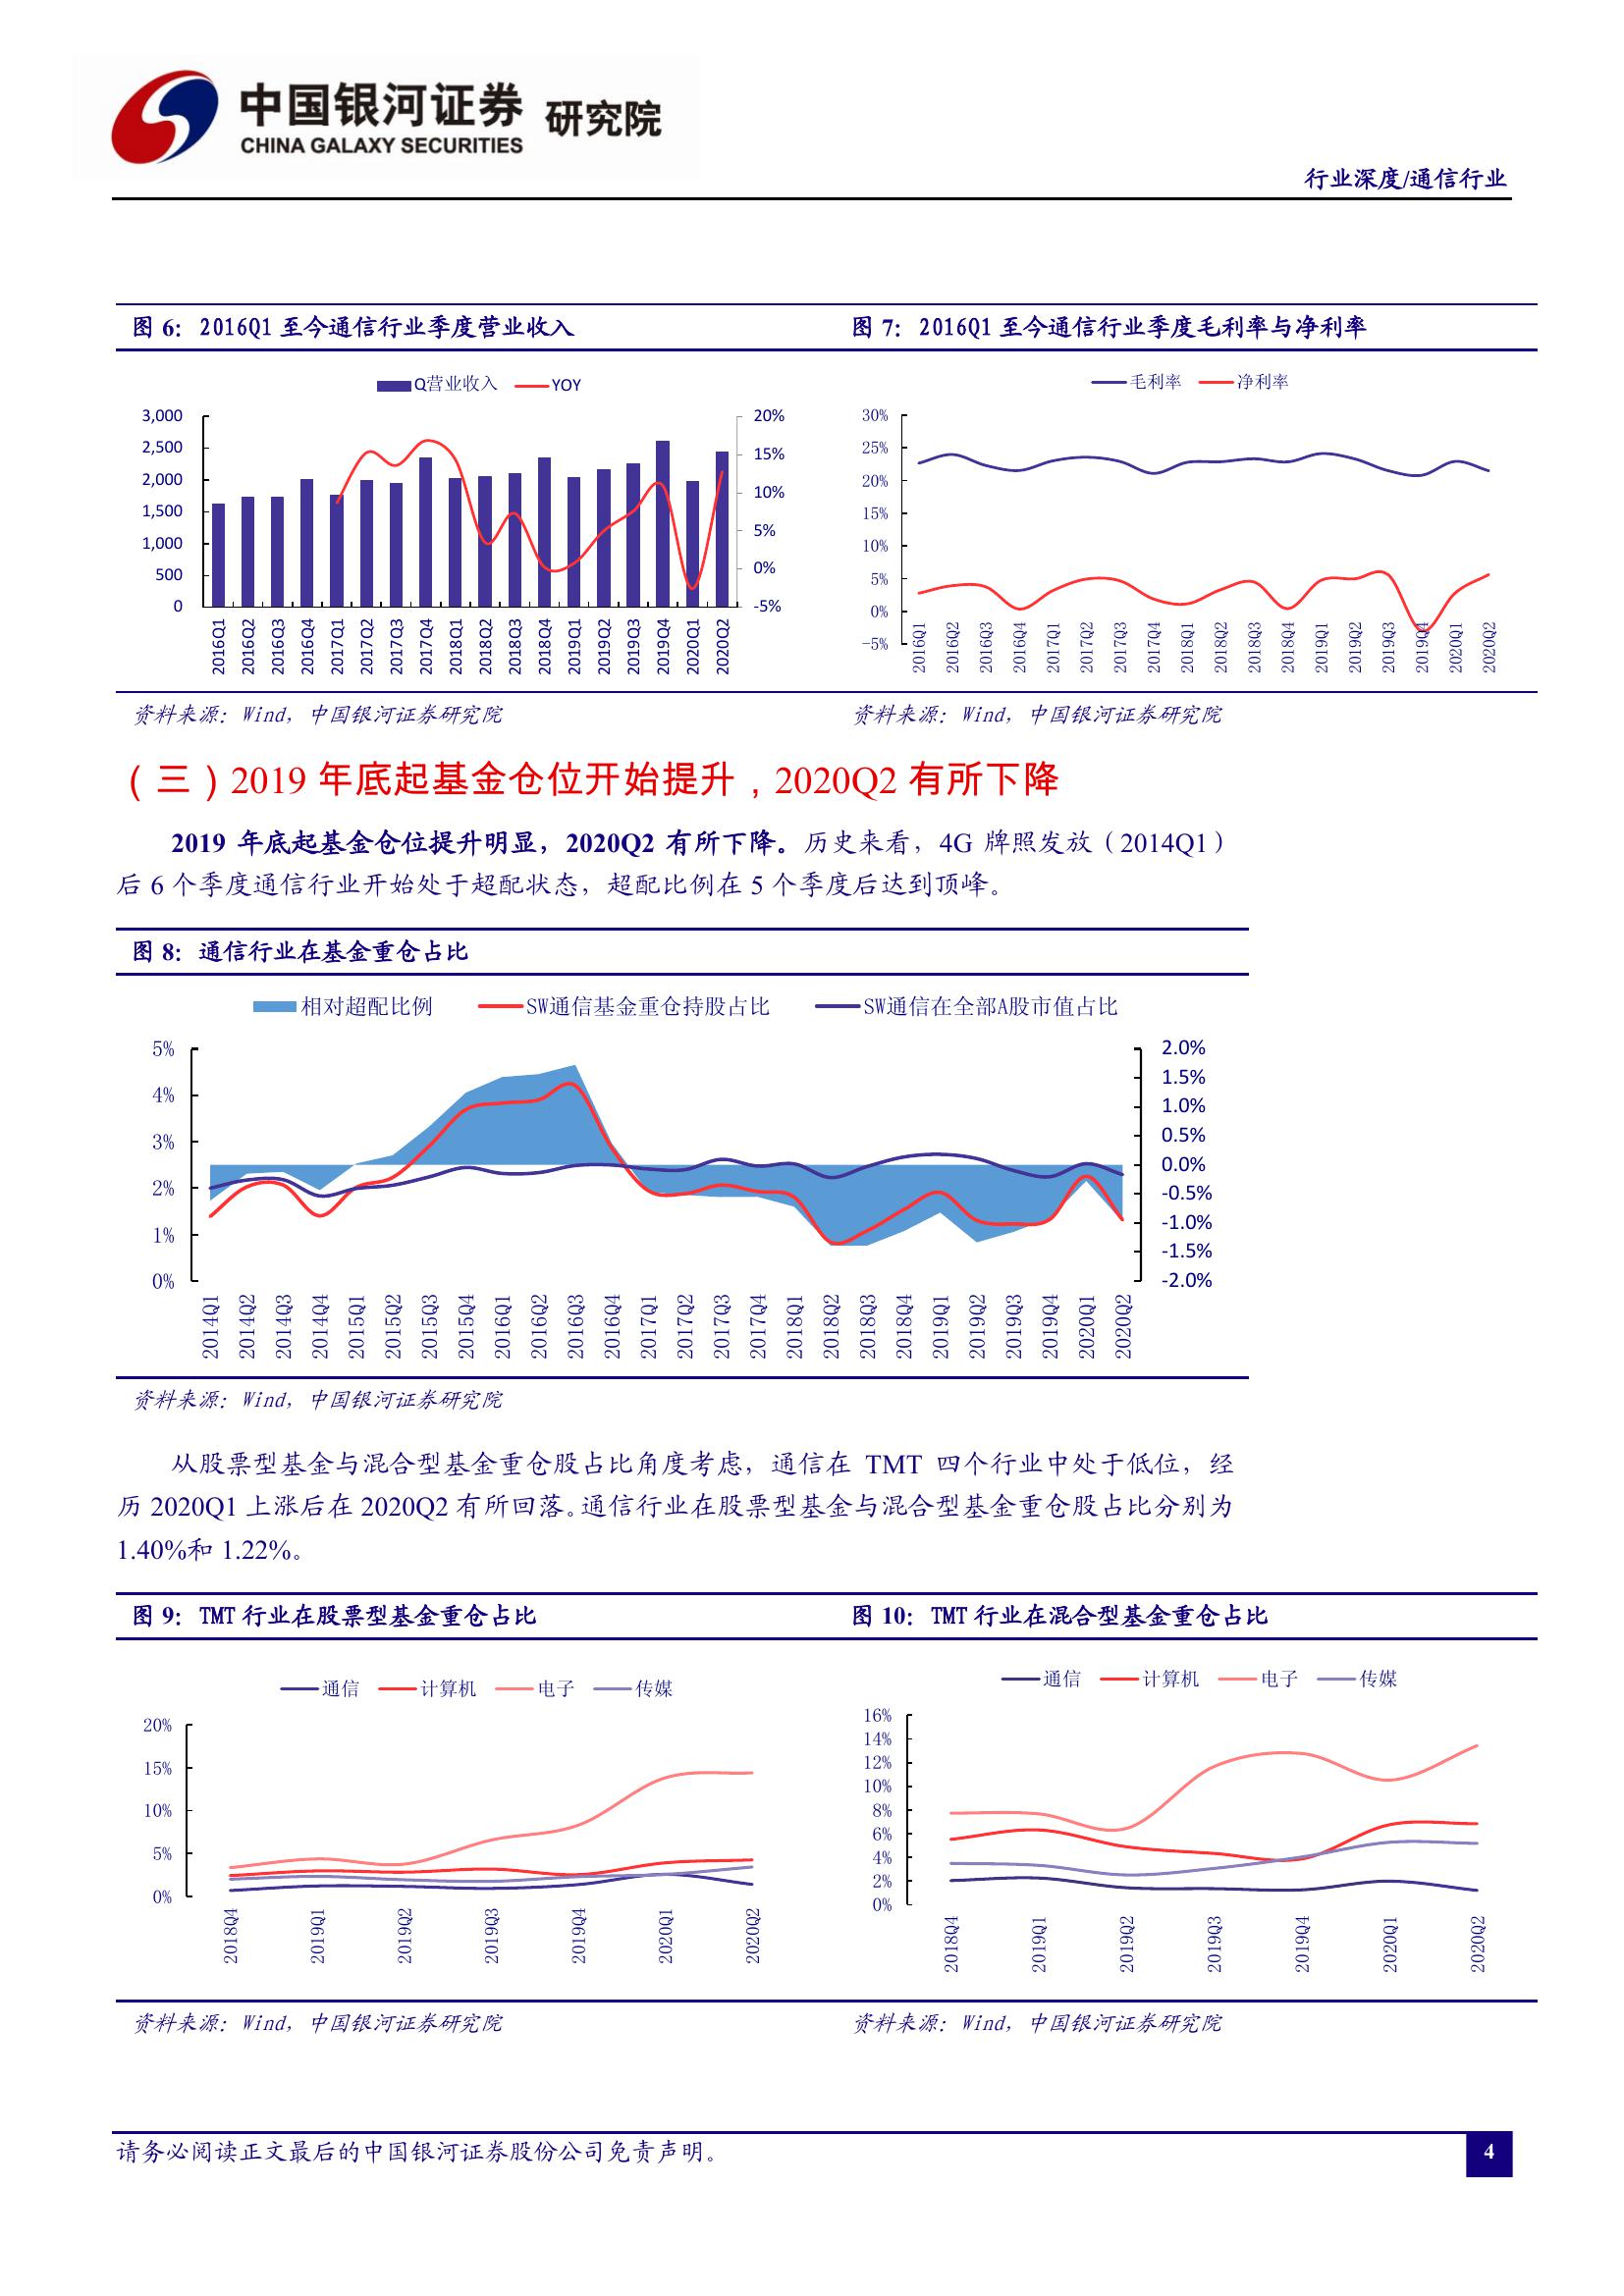 中国银河证券 研究院
CHINA GALAXY SECURITIES
行业深度/通信行业
图 6: 2016Q1 至今通信行业季度营业收入
图 7: 2016Q1 至今通信行业季度毛利率与净利率
Q营业收入 YOY
3,000
2,500
2,000
1,500
1,000
500
0
20%
15%
10%
5%
0%
-5%
2016Q1 2016Q2 2016Q3 2016Q4 2017Q1 2017Q2 2017Q3 2017Q4 2018Q1 2018Q2 2018Q3 2018Q4 2019Q1 2019Q2 2019Q3 2019Q4 2020Q1 2020Q2
毛利率 净利率
30%
25%
20%
15%
10%
5%
0%
-5%
2016Q1 2016Q2 2016Q3 2016Q4 2017Q1 2017Q2 2017Q3 2017Q4 2018Q1 2018Q2 2018Q3 2018Q4 2019Q1 2019Q2 2019Q3 2019Q4 2020Q1 2020Q2
资料来源：Wind，中国银河证券研究院
资料来源：Wind，中国银河证券研究院
（三）2019 年底起基金仓位开始提升，2020Q2 有所下降
2019 年底起基金仓位提升明显，2020Q2 有所下降。历史来看，4G 牌照发放（2014Q1）
后 6 个季度通信行业开始处于超配状态，超配比例在 5 个季度后达到顶峰。
图 8: 通信行业在基金重仓占比
相对超配比例 SW通信基金重仓持股占比 SW通信在全部A股市值占比
5%
4%
3%
2%
1%
0%
2.0%
1.5%
1.0%
0.5%
0.0%
-0.5%
-1.0%
-1.5%
-2.0%
2014Q1 2014Q2 2014Q3 2014Q4 2015Q1 2015Q2 2015Q3 2015Q4 2016Q1 2016Q2 2016Q3 2016Q4 2017Q1 2017Q2 2017Q3 2017Q4 2018Q1 2018Q2 2018Q3 2018Q4 2019Q1 2019Q2 2019Q3 2019Q4 2020Q1 2020Q2
资料来源：Wind，中国银河证券研究院
从股票型基金与混合型基金重仓股占比角度考虑，通信在 TMT 四个行业中处于低位，经
历 2020Q1 上涨后在 2020Q2 有所回落。通信行业在股票型基金与混合型基金重仓股占比分别为
1.40%和 1.22%。
图 9: TMT 行业在股票型基金重仓占比
图 10: TMT 行业在混合型基金重仓占比
通信 计算机 电子 传媒
20%
15%
10%
5%
0%
2018Q4 2019Q1 2019Q2 2019Q3 2019Q4 2020Q1 2020Q2
通信 计算机 电子 传媒
16%
14%
12%
10%
8%
6%
4%
2%
0%
2018Q4 2019Q1 2019Q2 2019Q3 2019Q4 2020Q1 2020Q2
资料来源：Wind，中国银河证券研究院
资料来源：Wind，中国银河证券研究院
请务必阅读正文最后的中国银河证券股份公司免责声明。
4